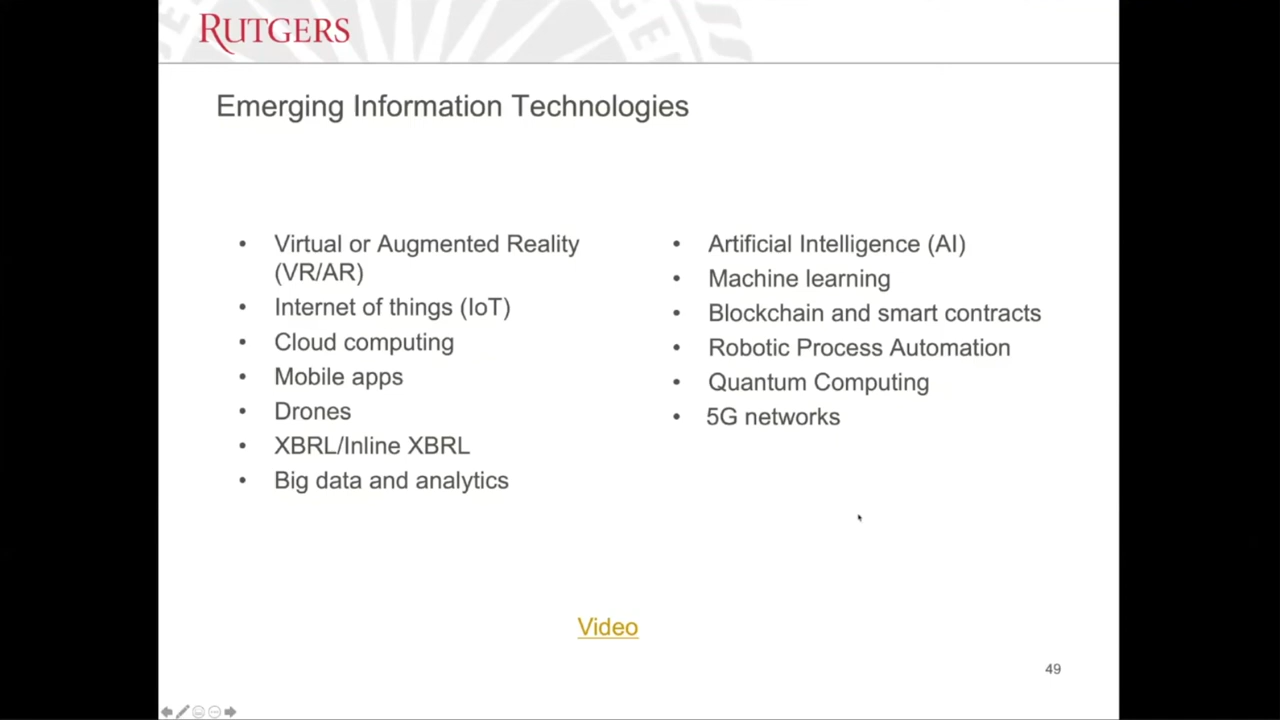 RUTGERS
Emerging Information Technologies
• Virtual or Augmented Reality
(VR/AR)
• Internet of things (IoT)
• Cloud computing
• Mobile apps
• Drones
• XBRL/Inline XBRL
• Big data and analytics
• Artificial Intelligence (AI)
• Machine learning
• Blockchain and smart contracts
• Robotic Process Automation
• Quantum Computing
• 5G networks
Video
49